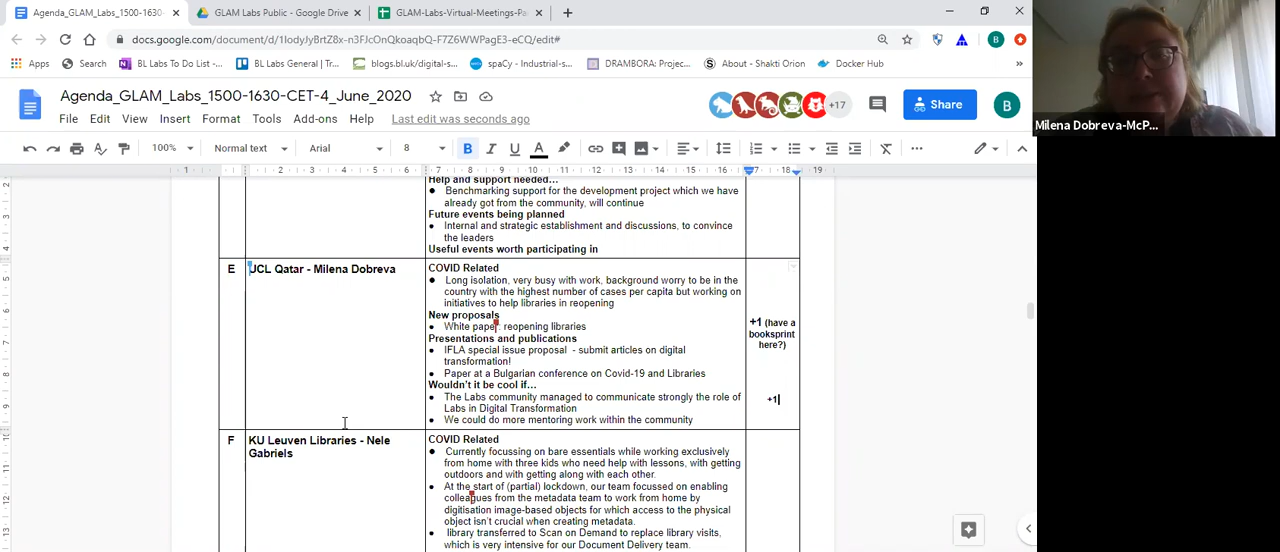 Agenda_GLAM_Labs_1500-1630-
GLAM Labs Public - Google Drive
GLAM-Labs-Virtual-Meetings-Pa
docs.google.com/document/d/1IodyJyBrtZ8x-n3FJcOnQkoaqbQ-F7Z6WWPagE3-eCQ/edit#
Apps
Search
BL Labs To Do List -...
BL Labs General | Tr...
blogs.bl.uk/digital-s...
spaCy - Industrial-s...
DRAMBORA: Projec...
About - Shakti Orion
Docker Hub
»
Agenda_GLAM_Labs_1500-1630-CET-4_June_2020
+17
Share
B
File Edit View Insert Format Tools Add-ons Help Last edit was seconds ago
100% Normal text Arial 8 B I U A
Help and support needed…
Benchmarking support for the development project which we have
already got from the community, will continue
Future events being planned
Internal and strategic establishment and discussions, to convince
the leaders
Useful events worth participating in
E
UCL Qatar - Milena Dobreva
COVID Related
Long isolation, very busy with work, background worry to be in the
country with the highest number of cases per capita but working on
initiatives to help libraries in reopening
New proposals
White paper: reopening libraries
Presentations and publications
IFLA special issue proposal - submit articles on digital
transformation!
Paper at a Bulgarian conference on Covid-19 and Libraries
Wouldn't it be cool if…
The Labs community managed to communicate strongly the role of
Labs in Digital Transformation
We could do more mentoring work within the community
+1 (have a
booksprint
here?)
+1
F
KU Leuven Libraries - Nele
Gabriels
COVID Related
Currently focussing on bare essentials while working exclusively
from home with three kids who need help with lessons, with getting
outdoors and with getting along with each other.
At the start of (partial) lockdown, our team focussed on enabling
colleagues from the metadata team to work from home by
digitisation image-based objects for which access to the physical
object isn't crucial when creating metadata.
library transferred to Scan on Demand to replace library visits,
which is very intensive for our Document Delivery team.
Milena Dobreva-McP...